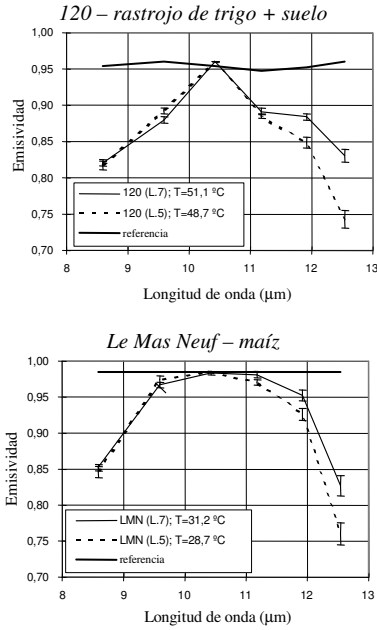 120 – rastrojo de trigo + suelo
1,00
0,95
0,90
0,85
0,80
0,75
0,70
Emisividad
120 (L.7); T=51,1 ºC
120 (L.5); T=48,7 ºC
referencia
8 9 10 11 12 13
Longitud de onda (μm)
Le Mas Neuf – maíz
1,00
0,95
0,90
0,85
0,80
0,75
0,70
Emisividad
LMN (L.7); T=31,2 ºC
LMN (L.5); T=28,7 ºC
referencia
8 9 10 11 12 13
Longitud de onda (μm)